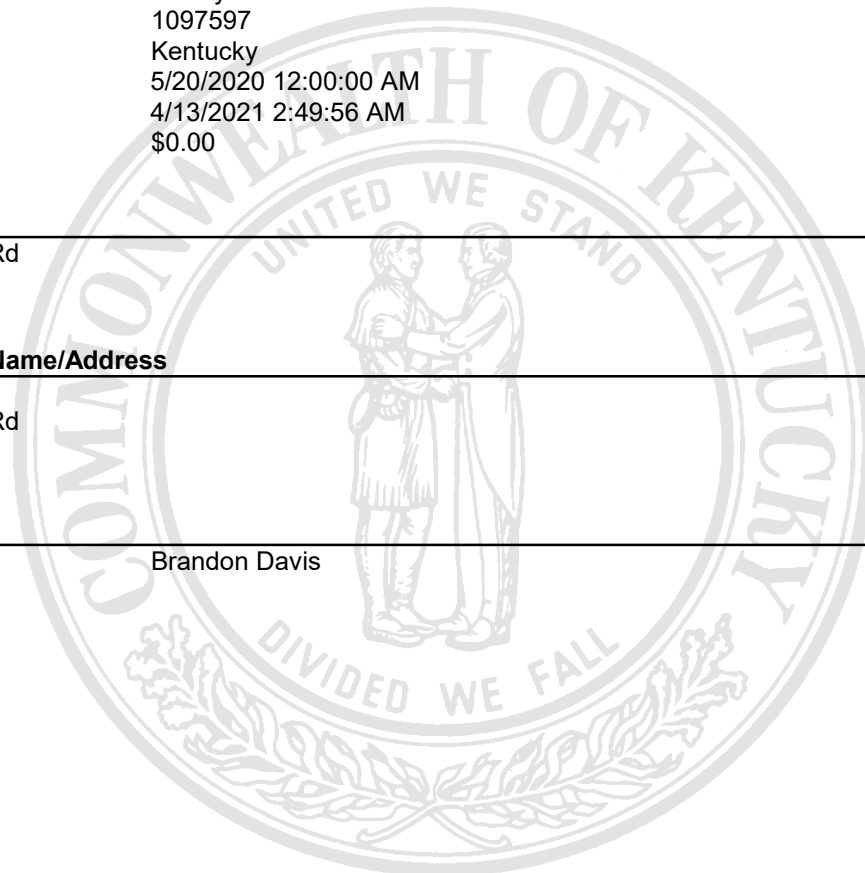 1097597
Kentucky
5/20/2020 12:00:00 AM
4/13/2021 2:49:56 AM
$0.00
Rd
Name/Address
Rd
Brandon Davis
COMMONWEALTH OF KENTUCKY
UNITED WE STAND
DIVIDED WE FALL